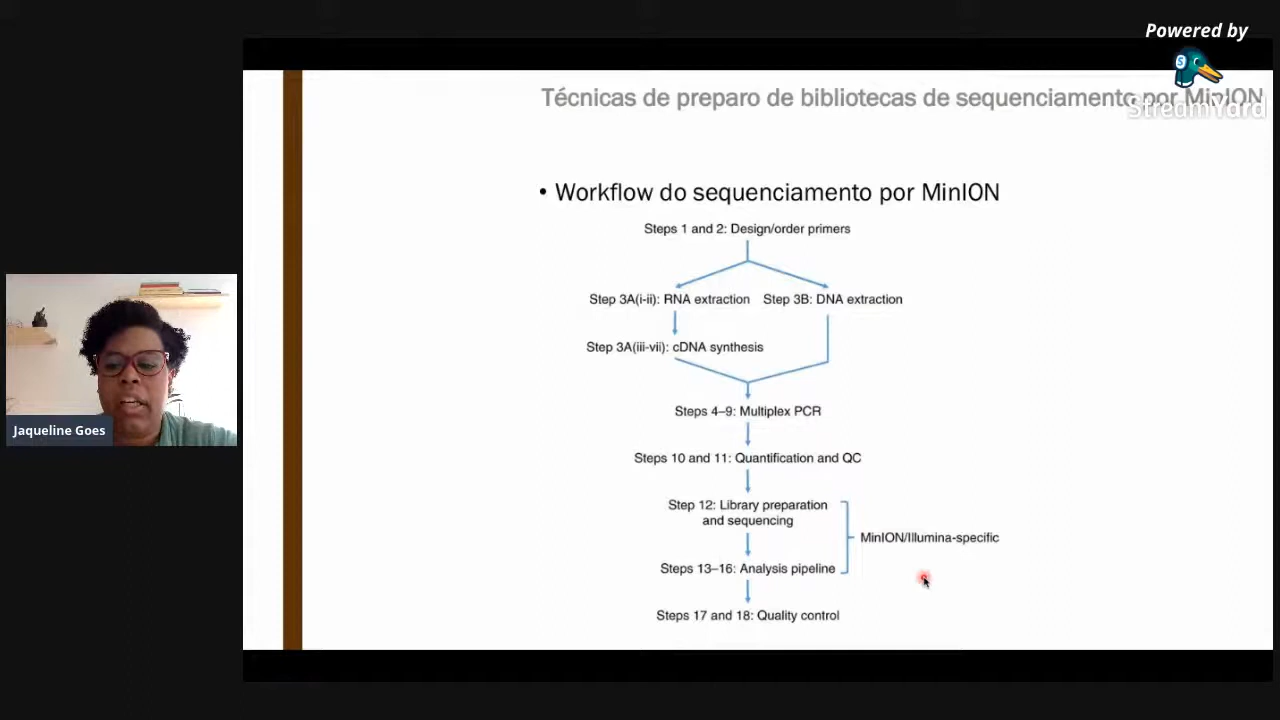 Powered by
StreamYard
Técnicas de preparo de bibliotecas de sequenciamento por MinION
• Workflow do sequenciamento por MinION
Steps 1 and 2: Design/order primers
Step 3A(i-ii): RNA extraction
Step 3B: DNA extraction
Step 3A(iii-vii): cDNA synthesis
Steps 4–9: Multiplex PCR
Steps 10 and 11: Quantification and QC
Step 12: Library preparation
and sequencing
MinION/Illumina-specific
Steps 13–16: Analysis pipeline
Steps 17 and 18: Quality control
Jaqueline Goes